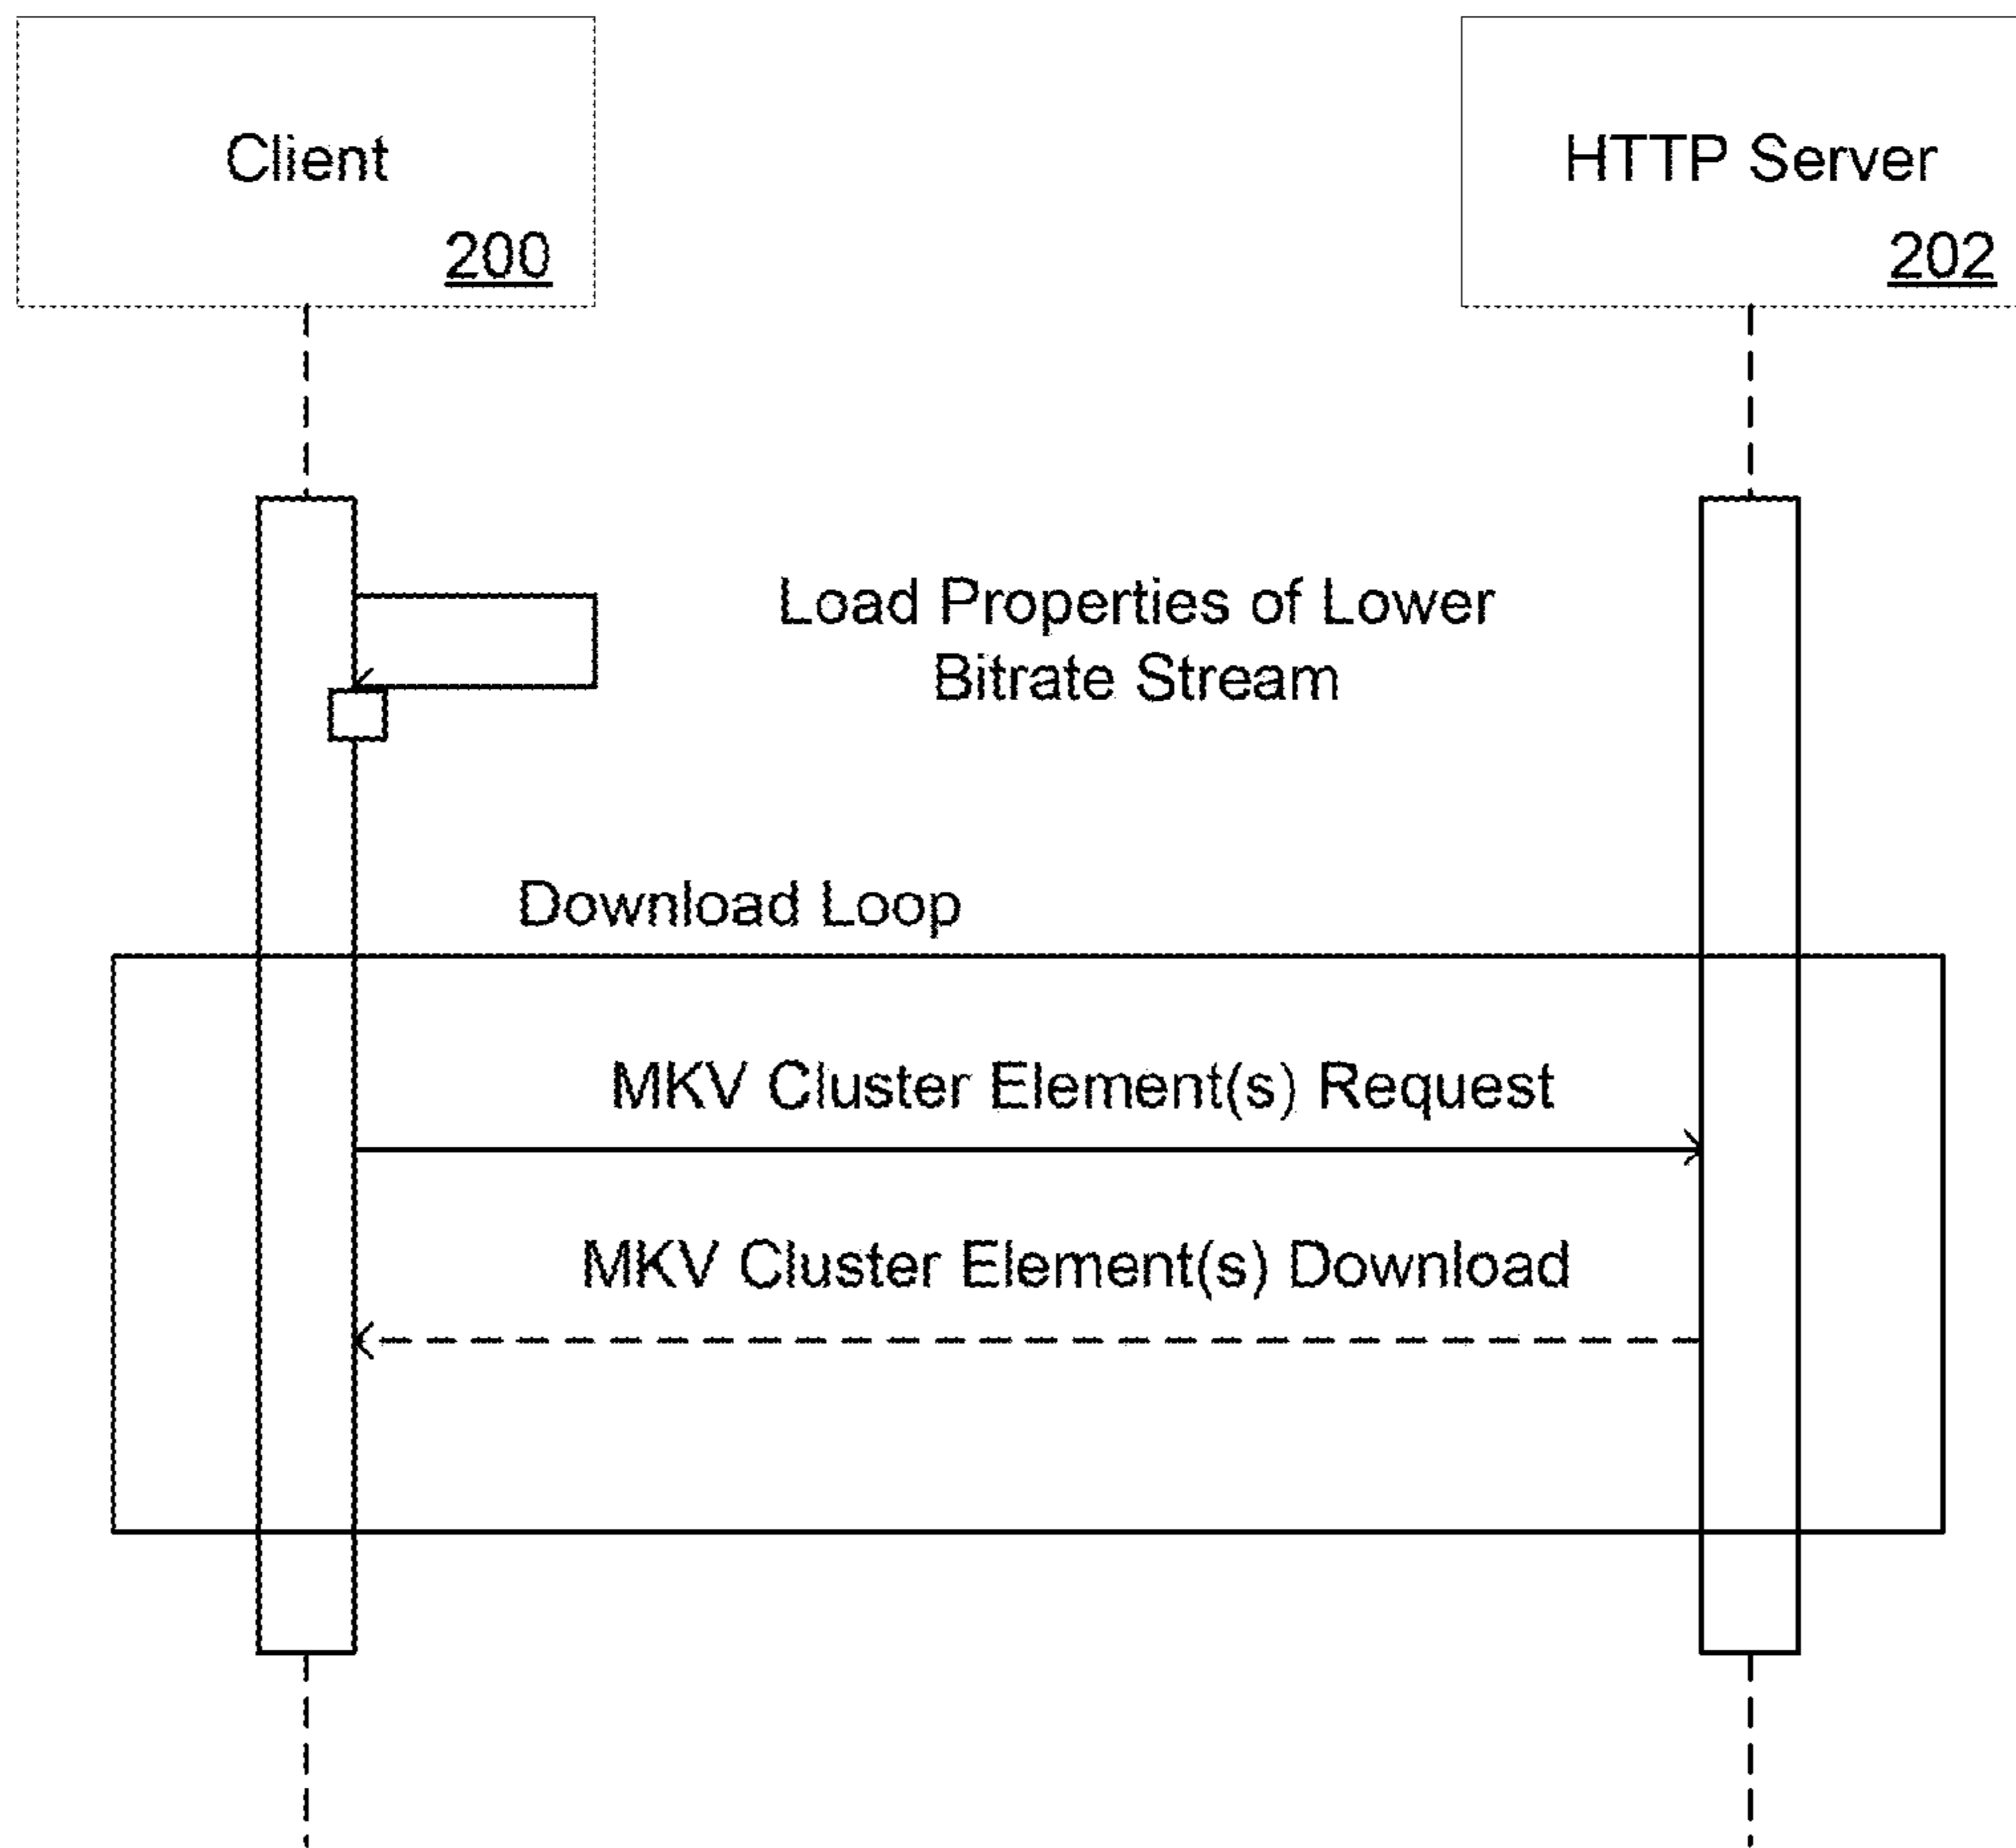 Client
200
HTTP Server
202
Load Properties of Lower
Bitrate Stream
Download Loop
MKV Cluster Element(s) Request
MKV Cluster Element(s) Download